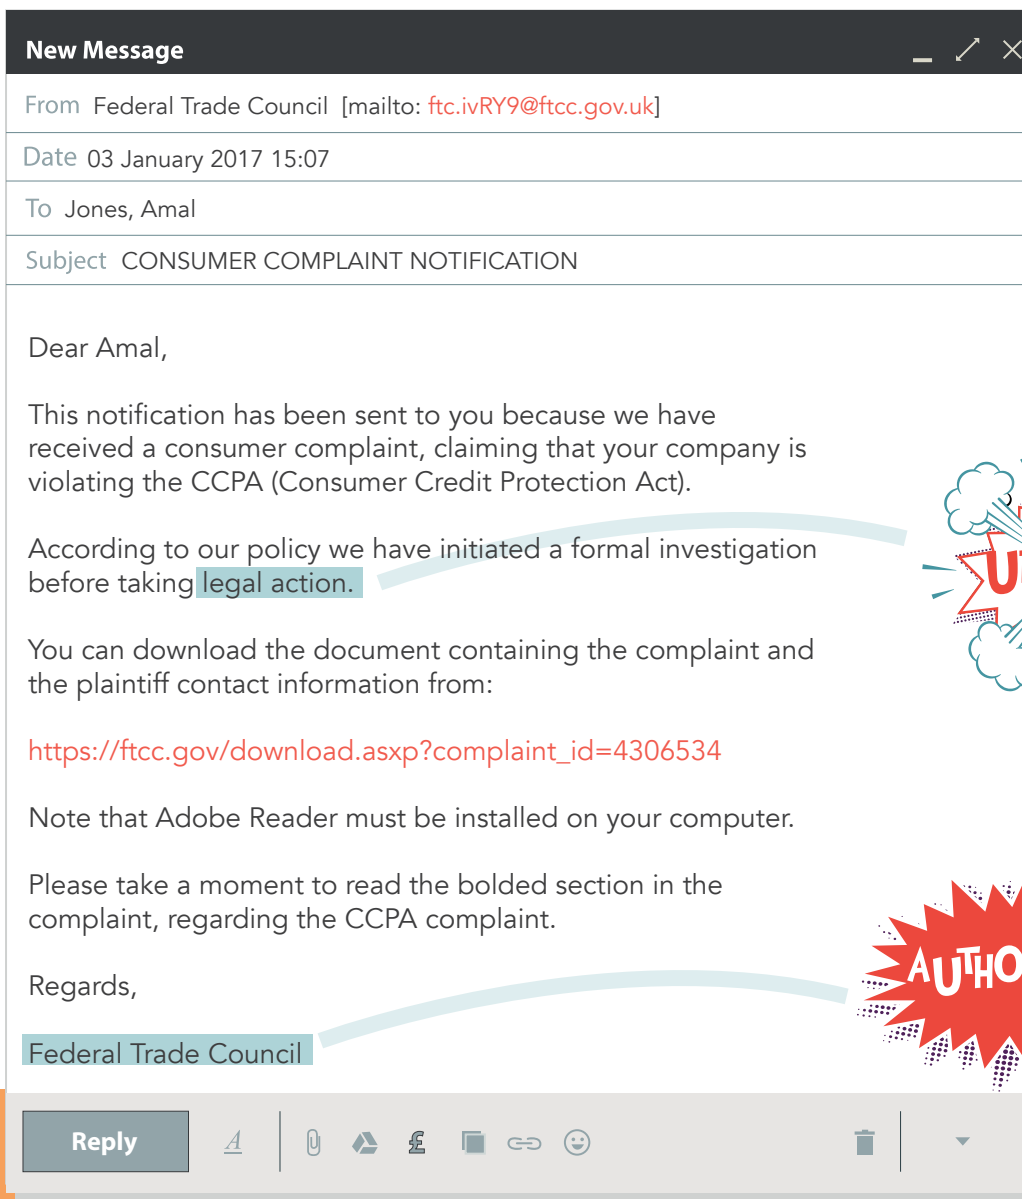 New Message
From Federal Trade Council [mailto: ftc.ivRY9@ftcc.gov.uk]
Date 03 January 2017 15:07
To Jones, Amal
Subject CONSUMER COMPLAINT NOTIFICATION
Dear Amal,
This notification has been sent to you because we have
received a consumer complaint, claiming that your company is
violating the CCPA (Consumer Credit Protection Act).
According to our policy we have initiated a formal investigation
before taking legal action.
You can download the document containing the complaint and
the plaintiff contact information from:
https://ftcc.gov/download.asxp?complaint_id=4306534
Note that Adobe Reader must be installed on your computer.
Please take a moment to read the bolded section in the
complaint, regarding the CCPA complaint.
Regards,
AUTHO
Federal Trade Council
Reply A £